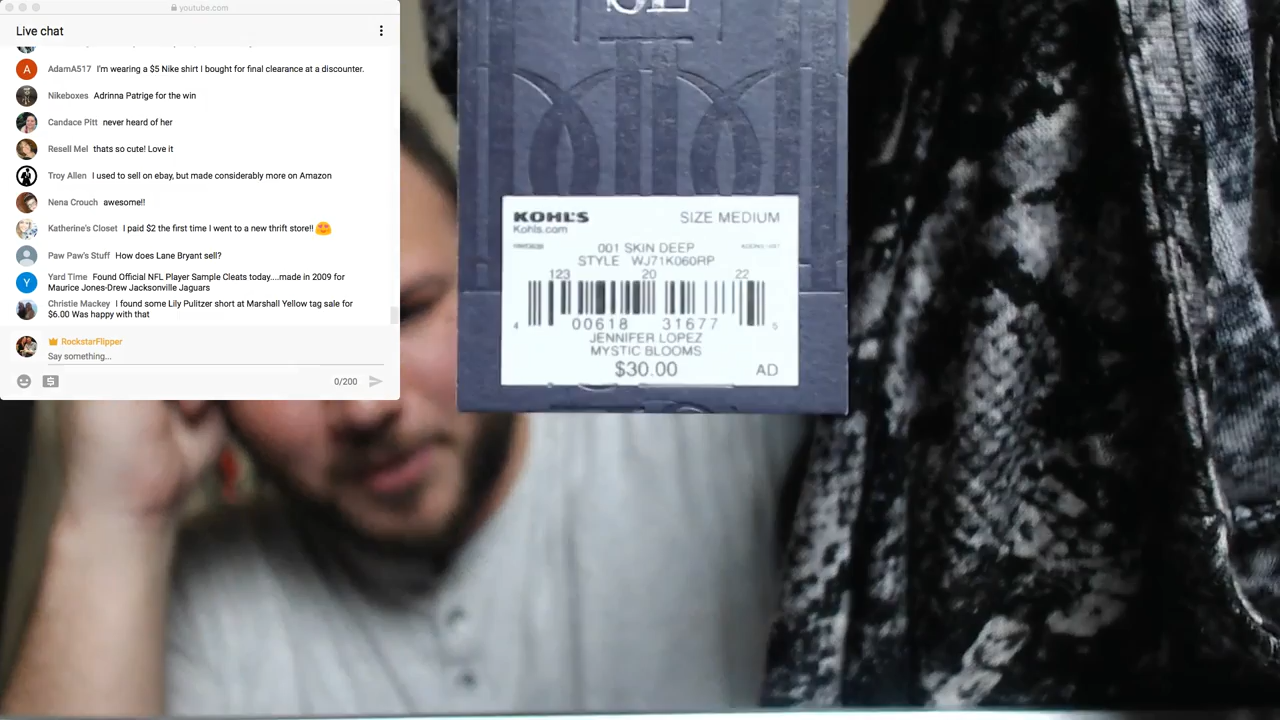 youtube.com
Live chat
AdamA517 I'm wearing a $5 Nike shirt I bought for final clearance at a discounter.
Nikeboxes Adrinna Patrige for the win
Candace Pitt never heard of her
Resell Mel thats so cute! Love it
Troy Allen I used to sell on ebay, but made considerably more on Amazon
Nena Crouch awesome!!
Katherine's Closet I paid $2 the first time I went to a new thrift store!! 😍
Paw Paw's Stuff How does Lane Bryant sell?
Yard Time Found Official NFL Player Sample Cleats today....made in 2009 for
Maurice Jones-Drew Jacksonville Jaguars
Christie Mackey I found some Lily Pulitzer short at Marshall Yellow tag sale for
$6.00 Was happy with that
RockstarFlipper
Say something...
0/200
KOHL'S SIZE MEDIUM
Kohls.com
001 SKIN DEEP
STYLE WJ71K060RP
123 20 22
4 00618 31677 5
JENNIFER LOPEZ
MYSTIC BLOOMS
$30.00 AD